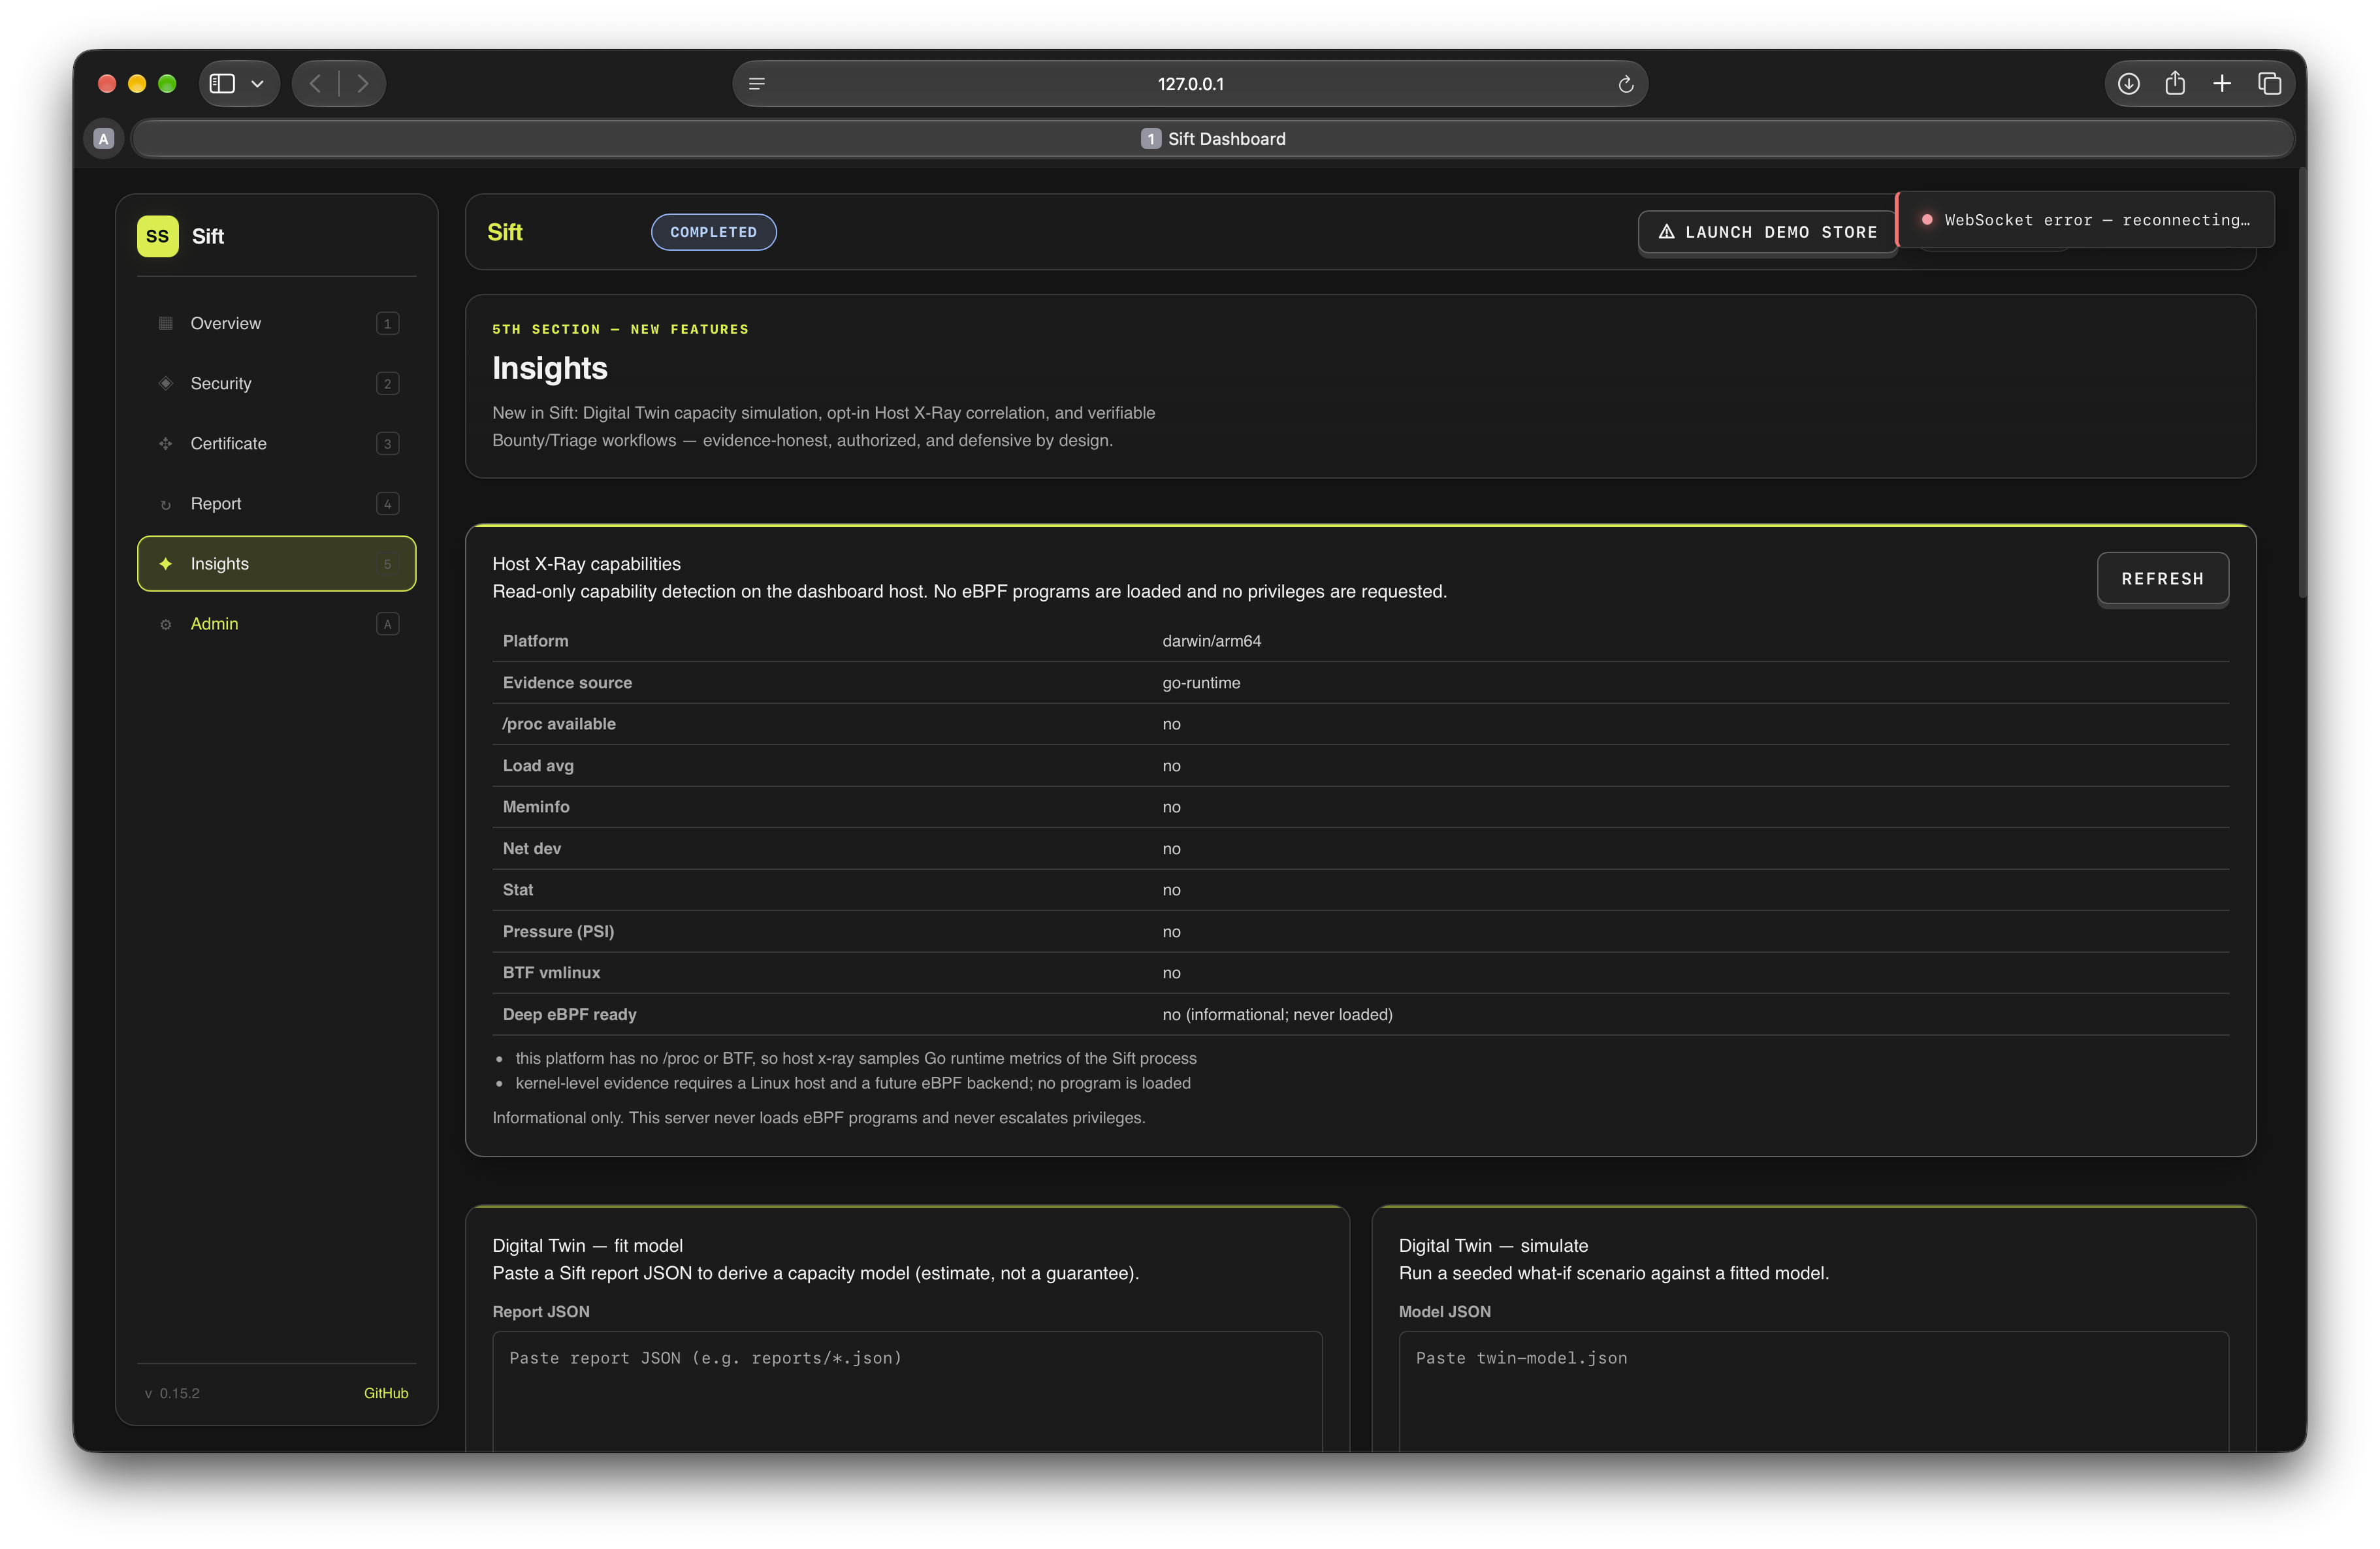 127.0.0.1
A
1 Sift Dashboard
SS Sift
Overview 1
Security 2
Certificate 3
Report 4
Insights 5
Admin A
v 0.15.2 GitHub
Sift COMPLETED LAUNCH DEMO STORE
WebSocket error — reconnecting…
5TH SECTION — NEW FEATURES
Insights
New in Sift: Digital Twin capacity simulation, opt-in Host X-Ray correlation, and verifiable
Bounty/Triage workflows — evidence-honest, authorized, and defensive by design.
Host X-Ray capabilities
Read-only capability detection on the dashboard host. No eBPF programs are loaded and no privileges are requested.
REFRESH
Platform darwin/arm64
Evidence source go-runtime
/proc available no
Load avg no
Meminfo no
Net dev no
Stat no
Pressure (PSI) no
BTF vmlinux no
Deep eBPF ready no (informational; never loaded)
• this platform has no /proc or BTF, so host x-ray samples Go runtime metrics of the Sift process
• kernel-level evidence requires a Linux host and a future eBPF backend; no program is loaded
Informational only. This server never loads eBPF programs and never escalates privileges.
Digital Twin — fit model
Paste a Sift report JSON to derive a capacity model (estimate, not a guarantee).
Report JSON
Paste report JSON (e.g. reports/*.json)
Digital Twin — simulate
Run a seeded what-if scenario against a fitted model.
Model JSON
Paste twin-model.json